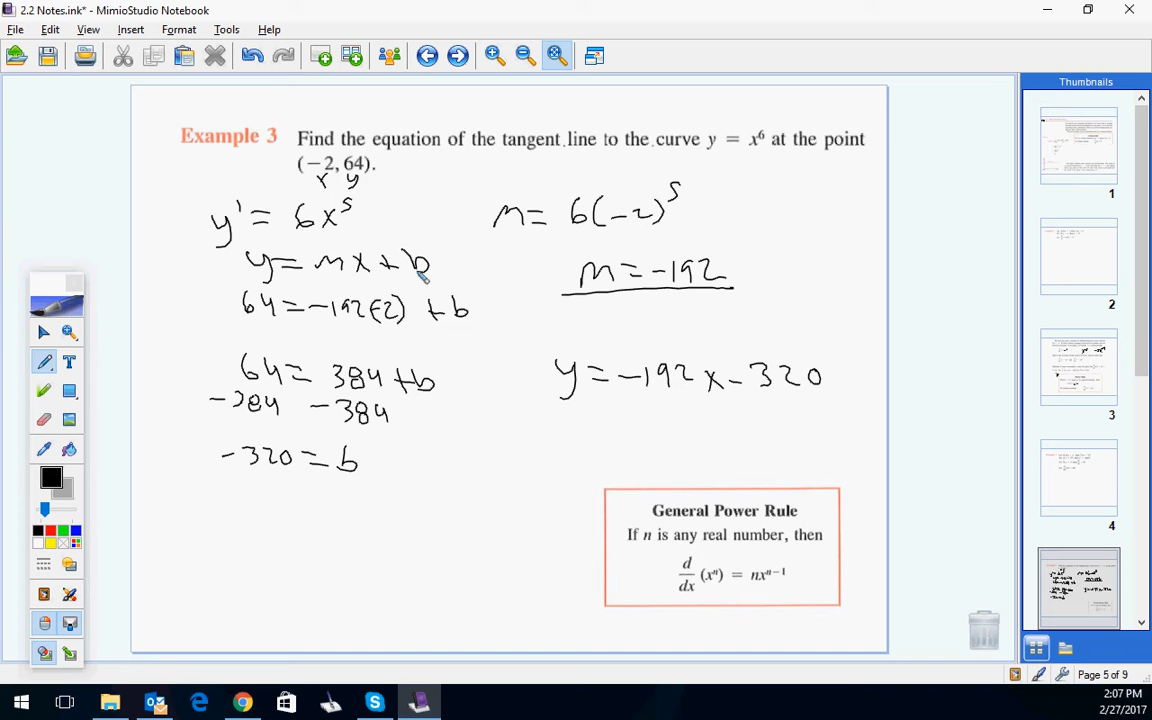 2.2 Notes.ink* - MimioStudio Notebook
File Edit View Insert Format Tools Help
Thumbnails
Example 3 Find the equation of the tangent line to the curve y = x⁶ at the point
(−2, 64).
x y
y' = 6x⁵
m = 6(-2)⁵
y = mx + b
m = -192
64 = -192(-2) + b
64 = 384 + b
-384 -384
y = -192x - 320
-320 = b
General Power Rule
If n is any real number, then
d/dx (xⁿ) = nxⁿ⁻¹
T
1
2
3
4
Page 5 of 9
2:07 PM
2/27/2017